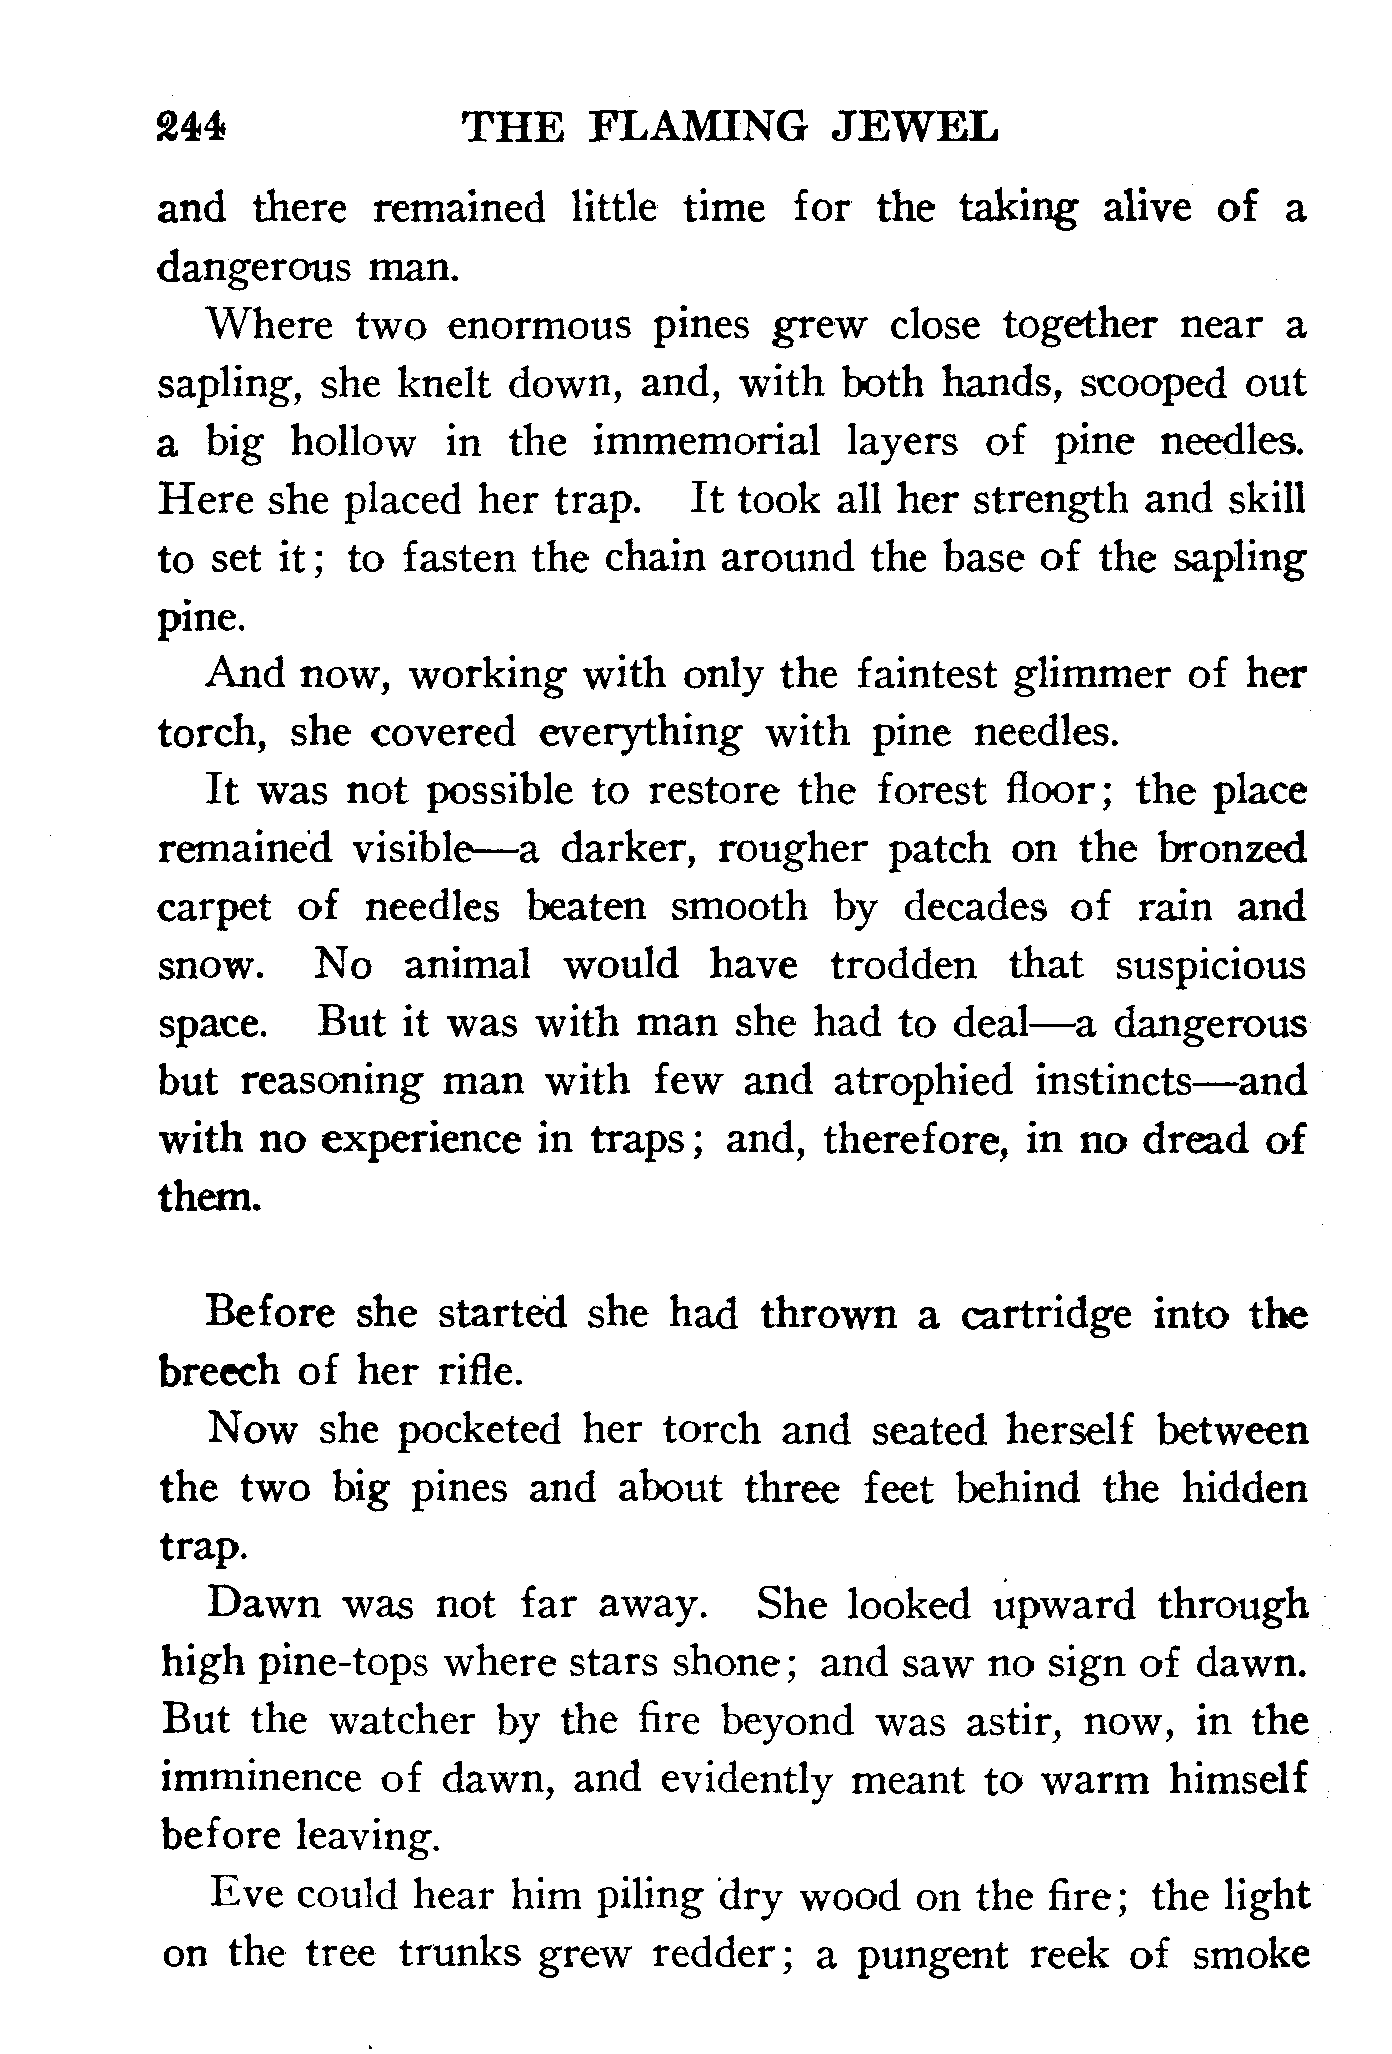 244 THE FLAMING JEWEL
and there remained little time for the taking alive of a
dangerous man.
Where two enormous pines grew close together near a
sapling, she knelt down, and, with both hands, scooped out
a big hollow in the immemorial layers of pine needles.
Here she placed her trap. It took all her strength and skill
to set it; to fasten the chain around the base of the sapling
pine.
And now, working with only the faintest glimmer of her
torch, she covered everything with pine needles.
It was not possible to restore the forest floor; the place
remained visible—a darker, rougher patch on the bronzed
carpet of needles beaten smooth by decades of rain and
snow. No animal would have trodden that suspicious
space. But it was with man she had to deal—a dangerous
but reasoning man with few and atrophied instincts—and
with no experience in traps; and, therefore, in no dread of
them.
Before she started she had thrown a cartridge into the
breech of her rifle.
Now she pocketed her torch and seated herself between
the two big pines and about three feet behind the hidden
trap.
Dawn was not far away. She looked upward through
high pine-tops where stars shone; and saw no sign of dawn.
But the watcher by the fire beyond was astir, now, in the
imminence of dawn, and evidently meant to warm himself
before leaving.
Eve could hear him piling dry wood on the fire; the light
on the tree trunks grew redder; a pungent reek of smoke